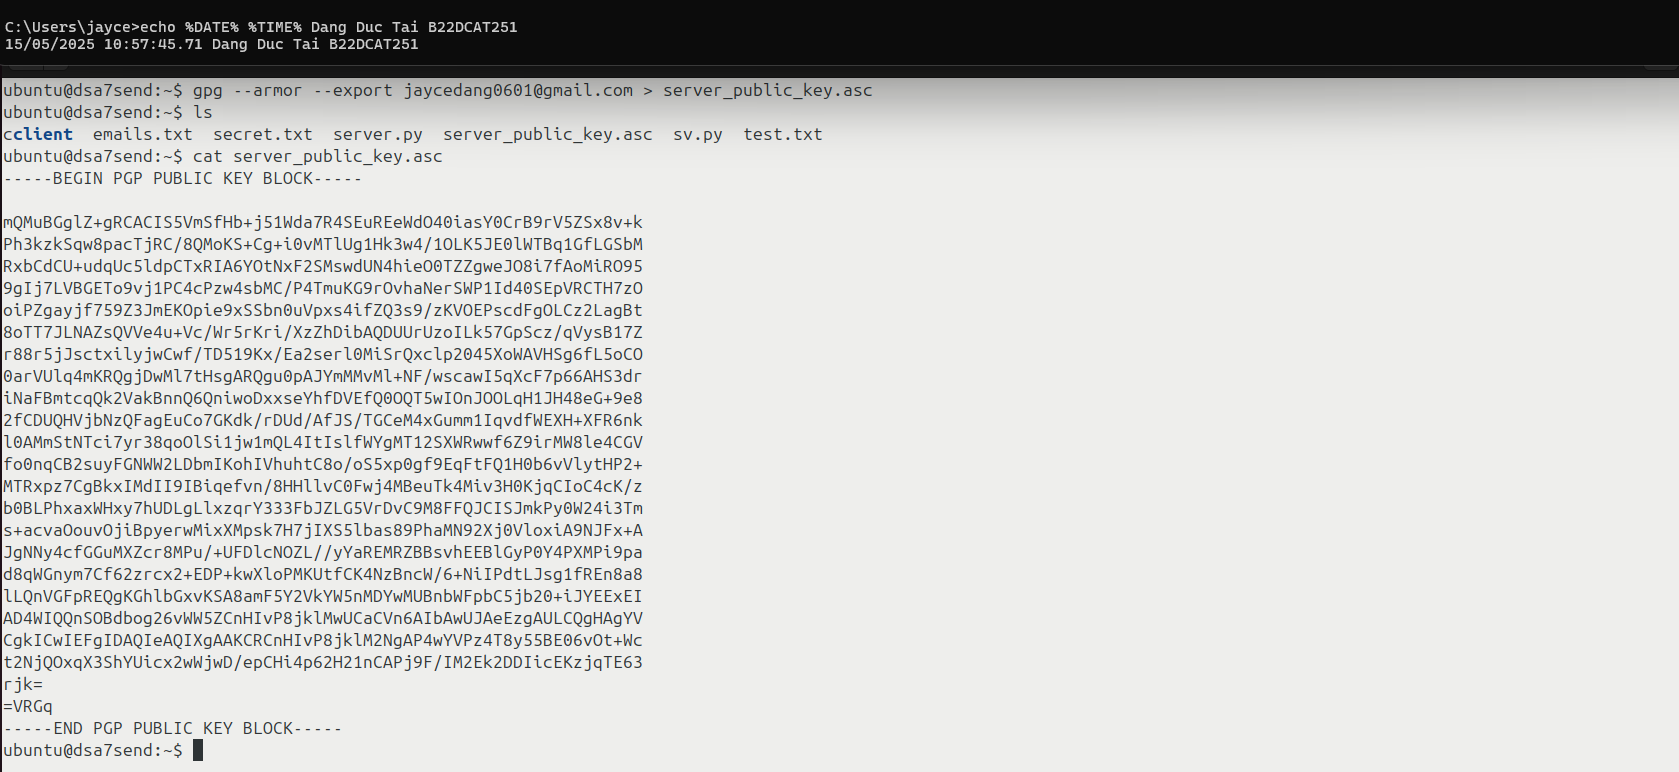 C:\Users\jayce>echo %DATE% %TIME% Dang Duc Tai B22DCAT251
15/05/2025 10:57:45.71 Dang Duc Tai B22DCAT251
ubuntu@dsa7send:~$ gpg --armor --export jaycedang0601@gmail.com > server_public_key.asc
ubuntu@dsa7send:~$ ls
cclient  emails.txt  secret.txt  server.py  server_public_key.asc  sv.py  test.txt
ubuntu@dsa7send:~$ cat server_public_key.asc
-----BEGIN PGP PUBLIC KEY BLOCK-----

mQMuBGglZ+gRCACIS5VmSfHb+j51Wda7R4SEuREeWdO40iasY0CrB9rV5ZSx8v+k
Ph3kzkSqw8pacTjRC/8QMoKS+Cg+i0vMTlUg1Hk3w4/1OLK5JE0lWTBq1GfLGSbM
RxbCdCU+udqUc5ldpCTxRIA6YOtNxF2SMswdUN4hieO0TZZgweJO8i7fAoMiRO95
9gIj7LVBGETo9vj1PC4cPzw4sbMC/P4TmuKG9rOvhaNerSWP1Id40SEpVRCTH7zO
oiPZgayjf759Z3JmEKOpie9xSSbn0uVpxs4ifZQ3s9/zKVOEPscdFgOLCz2LagBt
8oTT7JLNAZsQVVe4u+Vc/Wr5rKri/XzZhDibAQDUUrUzoILk57GpScz/qVysB17Z
r88r5jJsctxilyjwCwf/TD519Kx/Ea2serl0MiSrQxclp2045XoWAVHSg6fL5oCO
0arVUlq4mKRQgjDwMl7tHsgARQgu0pAJYmMMvMl+NF/wscawI5qXcF7p66AHS3dr
iNaFBmtcqQk2VakBnnQ6QniwoDxxseYhfDVEfQ0OQT5wIOnJOOLqH1JH48eG+9e8
2fCDUQHVjbNzQFagEuCo7GKdk/rDUd/AfJS/TGCeM4xGumm1IqvdfWEXH+XFR6nk
l0AMmStNTci7yr38qoOlSi1jw1mQL4ItIslfWYgMT12SXWRwwf6Z9irMW8le4CGV
fo0nqCB2suyFGNWW2LDbmIKohIVhuhtC8o/oS5xp0gf9EqFtFQ1H0b6vVlytHP2+
MTRxpz7CgBkxIMdII9IBiqefvn/8HHllvC0Fwj4MBeuTk4Miv3H0KjqCIoC4cK/z
b0BLPhxaxWHxy7hUDLgLlxzqrY333FbJZLG5VrDvC9M8FFQJCISJmkPy0W24i3Tm
s+acvaOouvOjiBpyerwMixXMpsk7H7jIXS5lbas89PhaMN92Xj0VloxiA9NJFx+A
JgNNy4cfGGuMXZcr8MPu/+UFDlcNOZL//yYaREMRZBBsvhEEBlGyP0Y4PXMPi9pa
d8qWGnym7Cf62zrcx2+EDP+kwXloPMKUtfCK4NzBncW/6+NiIPdtLJsg1fREn8a8
lLQnVGFpREQgKGhlbGxvKSA8amF5Y2VkYW5nMDYwMUBnbWFpbC5jb20+iJYEExEI
AD4WIQQnSOBdbog26vWW5ZCnHIvP8jklMwUCaCVn6AIbAwUJAeEzgAULCQgHAgYV
CgkICwIEFgIDAQIeAQIXgAAKCRCnHIvP8jklM2NgAP4wYVPz4T8y55BE06vOt+Wc
t2NjQOxqX3ShYUicx2wWjwD/epCHi4p62H21nCAPj9F/IM2Ek2DDIicEKzjqTE63
rjk=
=VRGq
-----END PGP PUBLIC KEY BLOCK-----
ubuntu@dsa7send:~$